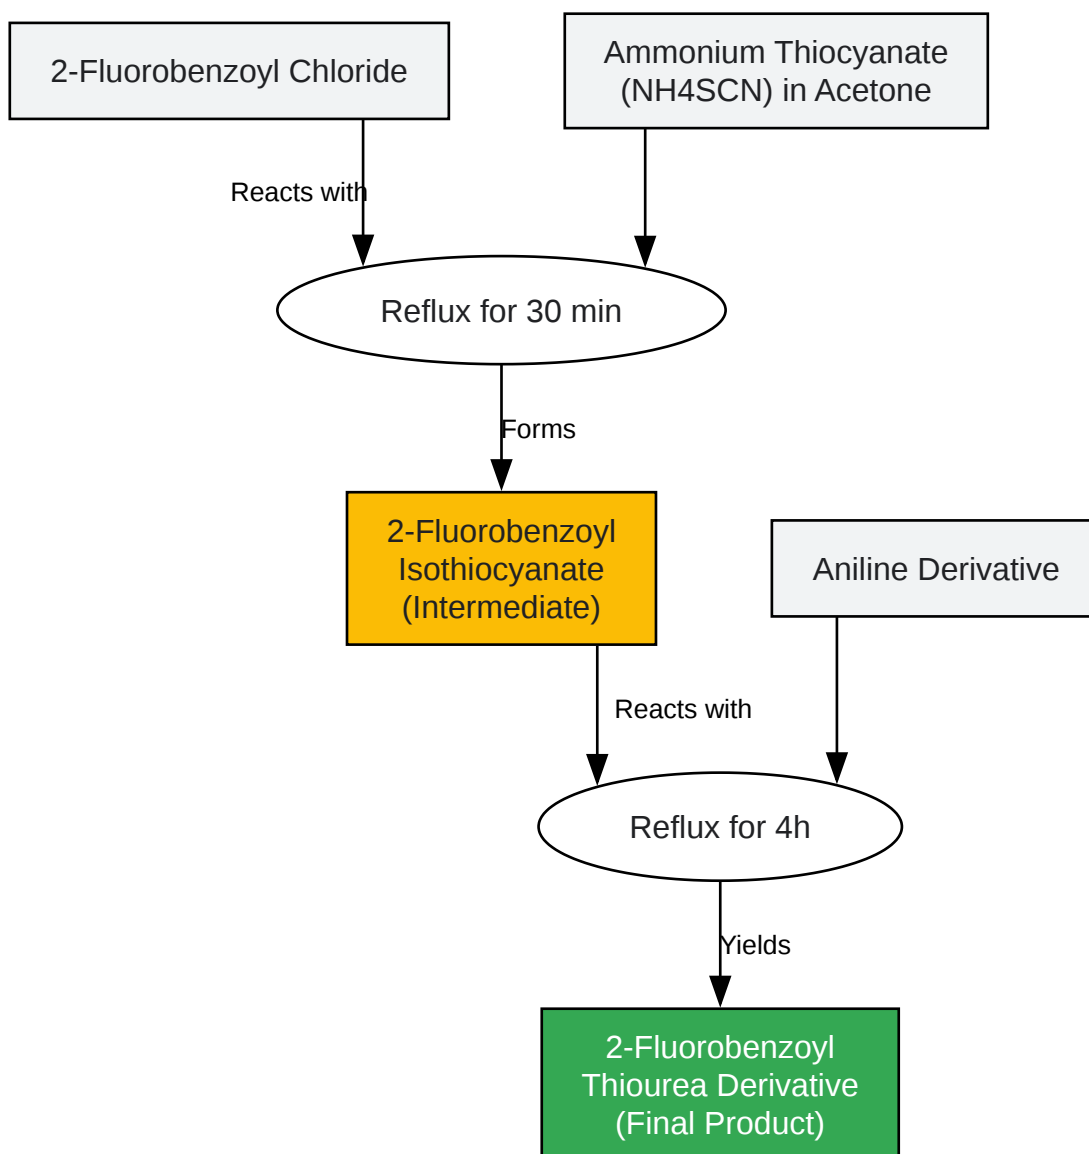 2-Fluorobenzoyl Chloride
Ammonium Thiocyanate
(NH4SCN) in Acetone
Reacts with
Reflux for 30 min
Forms
2-Fluorobenzoyl
Isothiocyanate
(Intermediate)
Aniline Derivative
Reacts with
Reflux for 4h
Yields
2-Fluorobenzoyl
Thiourea Derivative
(Final Product)